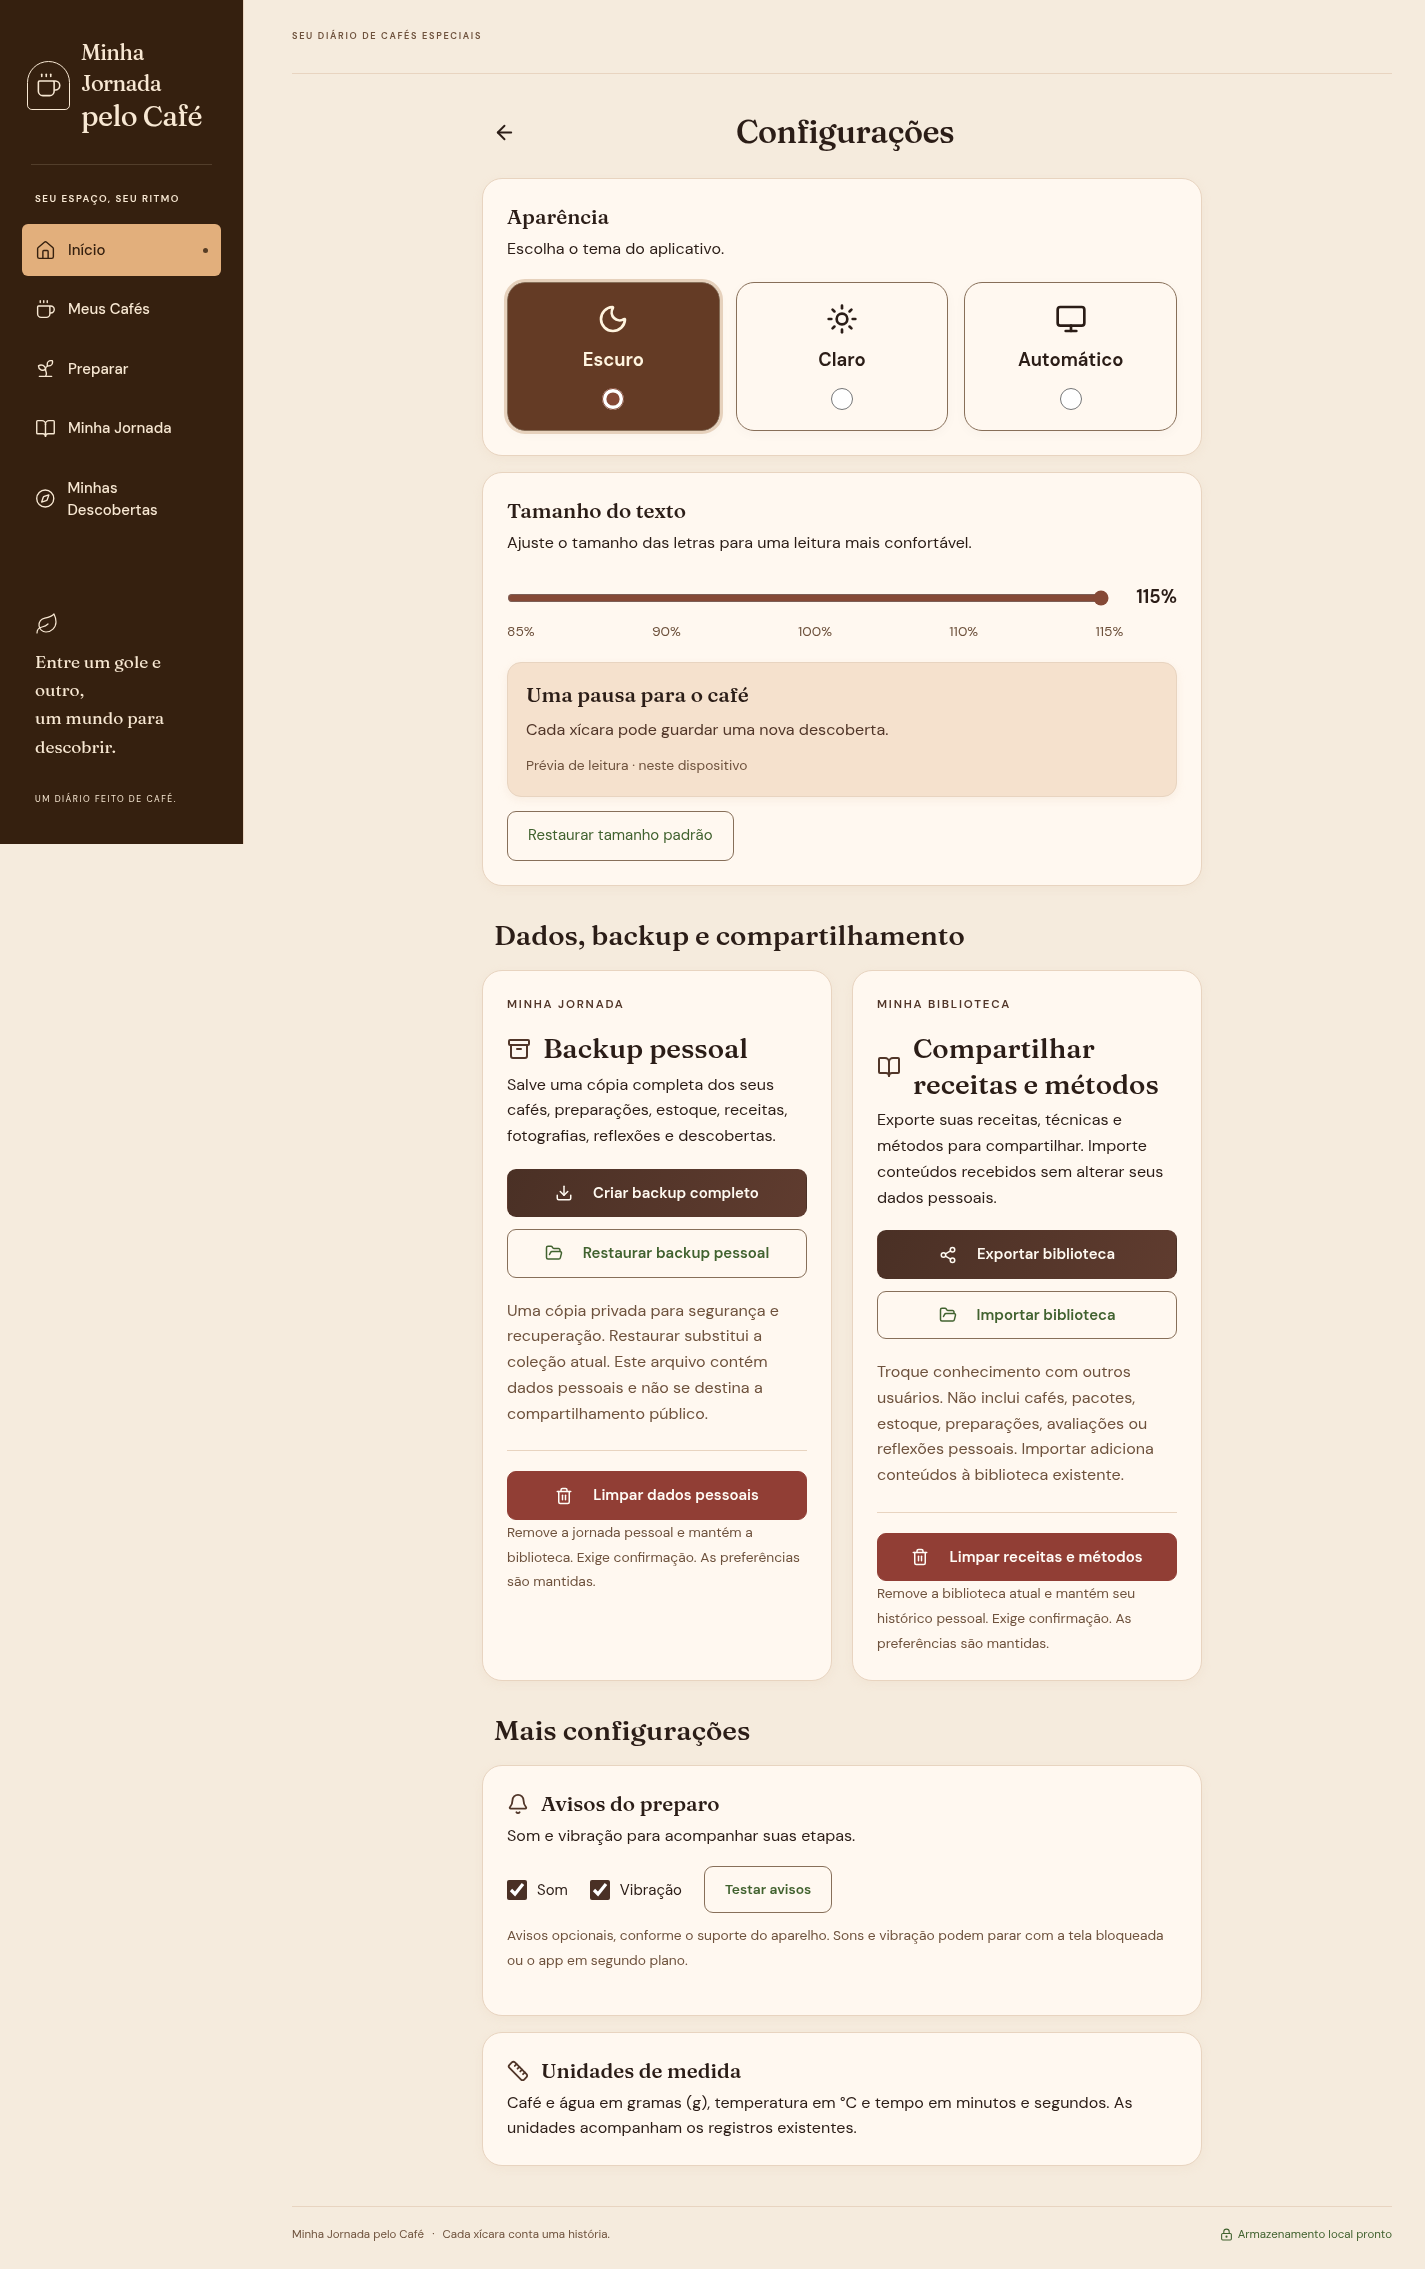 Minha
Jornada
pelo Café
SEU ESPAÇO, SEU RITMO
Início
Meus Cafés
Preparar
Minha Jornada
Minhas
Descobertas
Entre um gole e
outro,
um mundo para
descobrir.
UM DIÁRIO FEITO DE CAFÉ.
SEU DIÁRIO DE CAFÉS ESPECIAIS
Configurações
Aparência
Escolha o tema do aplicativo.
Escuro
Claro
Automático
Tamanho do texto
Ajuste o tamanho das letras para uma leitura mais confortável.
115%
85% 90% 100% 110% 115%
Uma pausa para o café
Cada xícara pode guardar uma nova descoberta.
Prévia de leitura · neste dispositivo
Restaurar tamanho padrão
Dados, backup e compartilhamento
MINHA JORNADA
Backup pessoal
Salve uma cópia completa dos seus
cafés, preparações, estoque, receitas,
fotografias, reflexões e descobertas.
Criar backup completo
Restaurar backup pessoal
Uma cópia privada para segurança e
recuperação. Restaurar substitui a
coleção atual. Este arquivo contém
dados pessoais e não se destina a
compartilhamento público.
Limpar dados pessoais
Remove a jornada pessoal e mantém a
biblioteca. Exige confirmação. As preferências
são mantidas.
MINHA BIBLIOTECA
Compartilhar
receitas e métodos
Exporte suas receitas, técnicas e
métodos para compartilhar. Importe
conteúdos recebidos sem alterar seus
dados pessoais.
Exportar biblioteca
Importar biblioteca
Troque conhecimento com outros
usuários. Não inclui cafés, pacotes,
estoque, preparações, avaliações ou
reflexões pessoais. Importar adiciona
conteúdos à biblioteca existente.
Limpar receitas e métodos
Remove a biblioteca atual e mantém seu
histórico pessoal. Exige confirmação. As
preferências são mantidas.
Mais configurações
Avisos do preparo
Som e vibração para acompanhar suas etapas.
Som
Vibração
Testar avisos
Avisos opcionais, conforme o suporte do aparelho. Sons e vibração podem parar com a tela bloqueada
ou o app em segundo plano.
Unidades de medida
Café e água em gramas (g), temperatura em °C e tempo em minutos e segundos. As
unidades acompanham os registros existentes.
Minha Jornada pelo Café · Cada xícara conta uma história.
Armazenamento local pronto